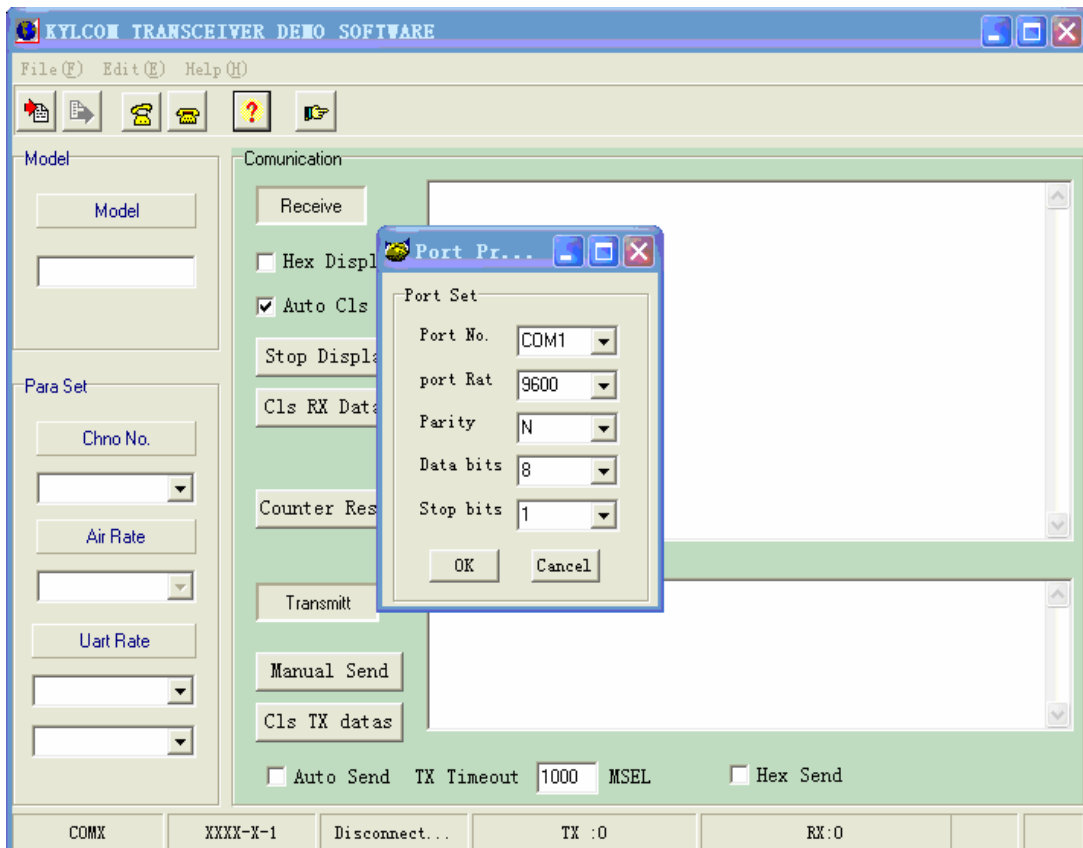 KYLCOM TRANSCEIVER DEMO SOFTWARE
File(F) Edit(E) Help(H)
Model
Model
Para Set
Chno No.
Air Rate
Uart Rate
Comunication
Receive
Hex Displ
Auto Cls
Stop Displa
Cls RX Data
Counter Res
Port Pr...
Port Set
Port No. COM1
port Rat 9600
Parity N
Data bits 8
Stop bits 1
OK Cancel
Transmitt
Manual Send
Cls TX datas
Auto Send TX Timeout 1000 MSEL Hex Send
COMX XXXX-X-1 Disconnect... TX :0 RX:0